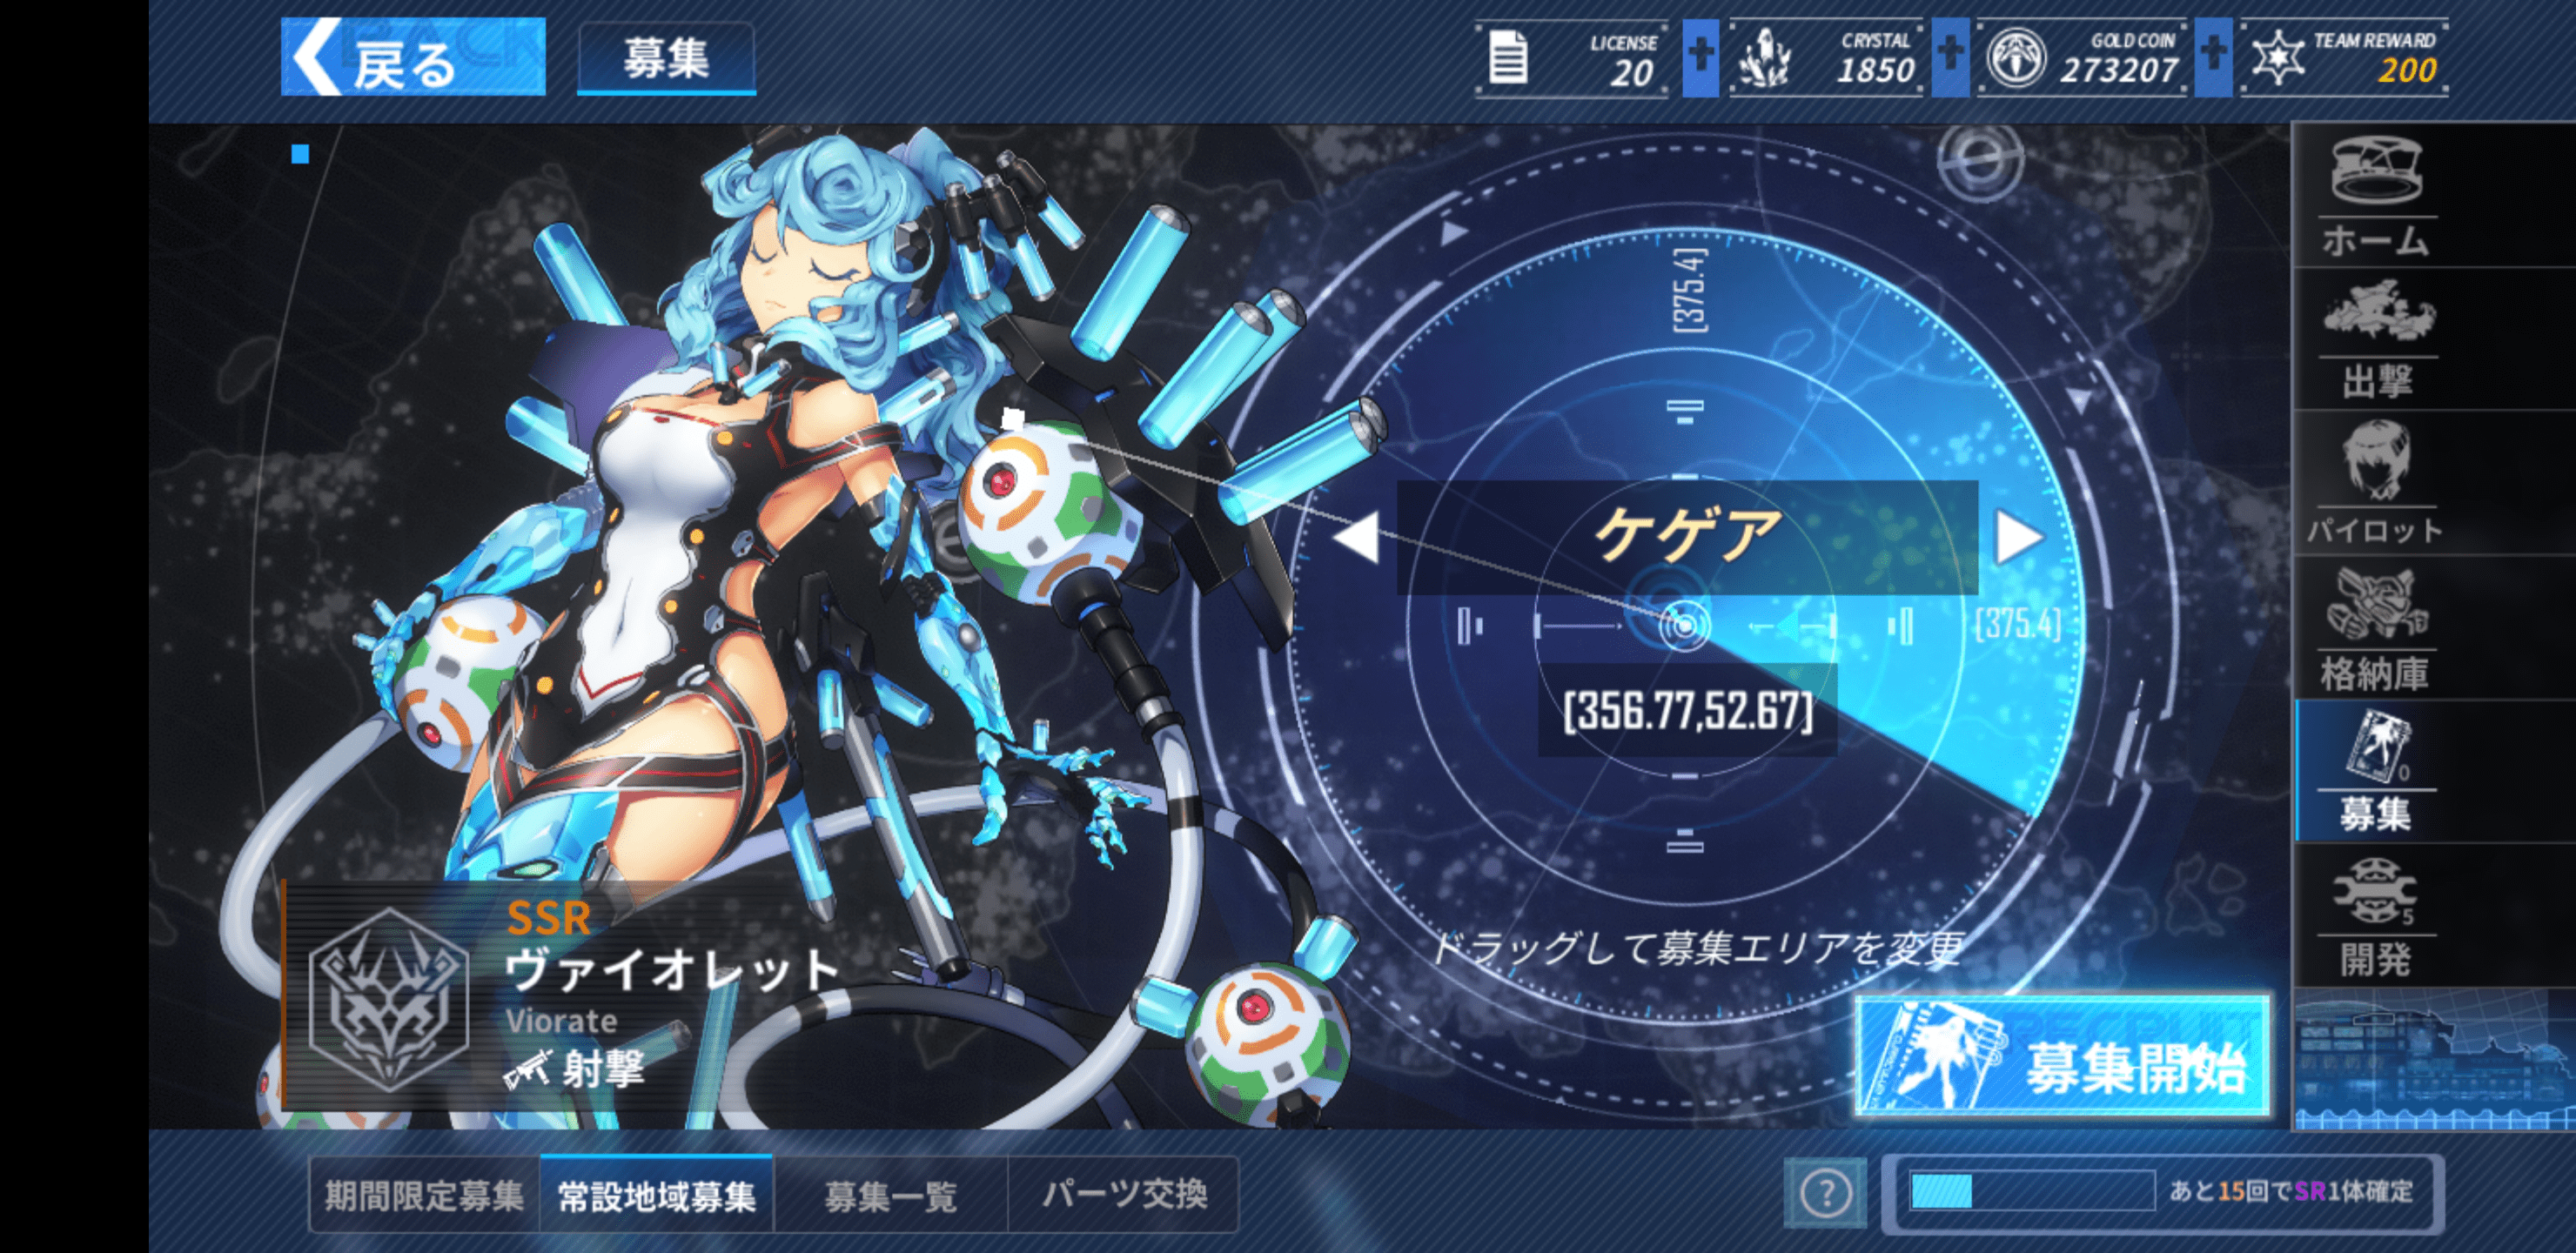 戻る
募集
LICENSE
20
CRYSTAL
1850
GOLD COIN
273207
TEAM REWARD
200
[375.4]
ケゲア
[375.4]
[356.77,52.67]
ドラッグして募集エリアを変更
SSR
ヴァイオレット
Viorate
射撃
RECRUIT
募集開始
ホーム
出撃
パイロット
格納庫
0
募集
5
開発
期間限定募集
常設地域募集
募集一覧
パーツ交換
?
あと15回でSR1体確定